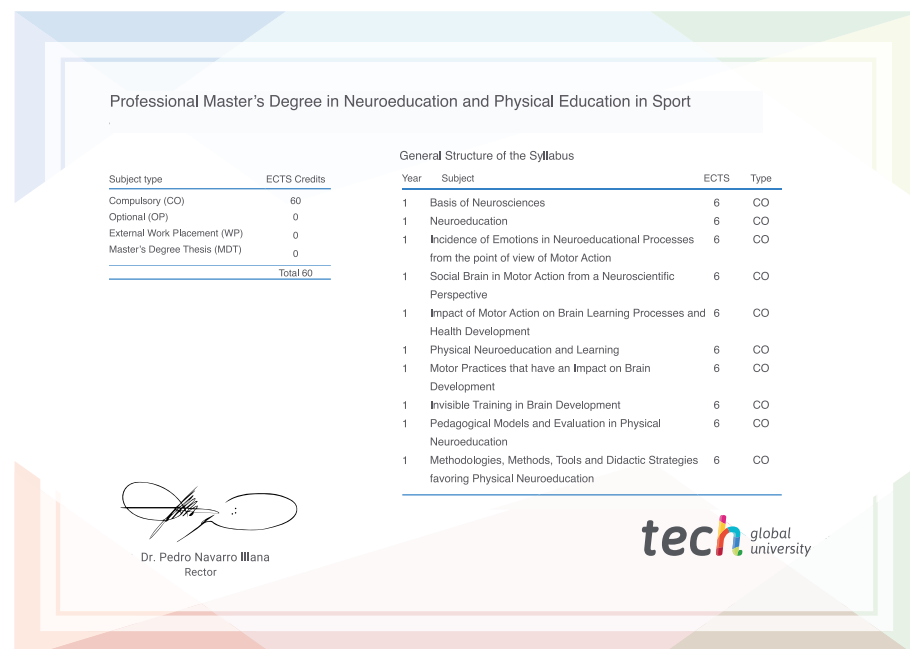 Professional Master’s Degree in Neuroeducation and Physical Education in Sport
Subject type ECTS Credits
Compulsory (CO) 60
Optional (OP) 0
External Work Placement (WP) 0
Master’s Degree Thesis (MDT) 0
Total 60
General Structure of the Syllabus
Year Subject ECTS Type
1 Basis of Neurosciences 6 CO
1 Neuroeducation 6 CO
1 Incidence of Emotions in Neuroeducational Processes 6 CO
from the point of view of Motor Action
1 Social Brain in Motor Action from a Neuroscientific 6 CO
Perspective
1 Impact of Motor Action on Brain Learning Processes and 6 CO
Health Development
1 Physical Neuroeducation and Learning 6 CO
1 Motor Practices that have an Impact on Brain 6 CO
Development
1 Invisible Training in Brain Development 6 CO
1 Pedagogical Models and Evaluation in Physical 6 CO
Neuroeducation
1 Methodologies, Methods, Tools and Didactic Strategies 6 CO
favoring Physical Neuroeducation
Dr. Pedro Navarro Illana
Rector
tech global
university